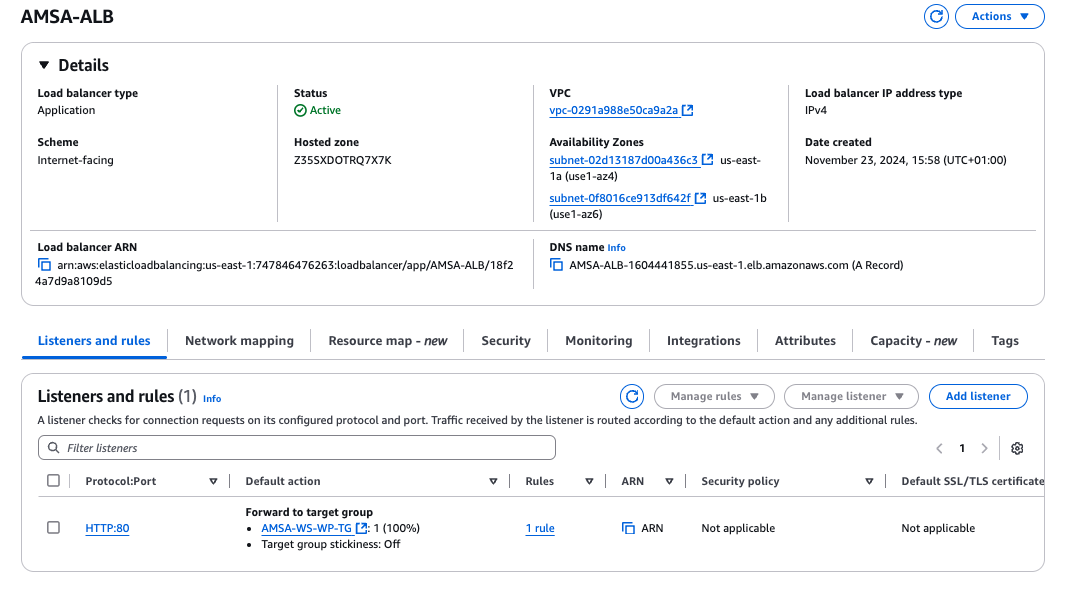 AMSA-ALB
Actions
Details
Load balancer type
Application
Status
Active
VPC
vpc-0291a988e50ca9a2a
Load balancer IP address type
IPv4
Scheme
Internet-facing
Hosted zone
Z35SXDOTRQ7X7K
Availability Zones
subnet-02d13187d00a436c3 us-east-
1a (use1-az4)
subnet-0f8016ce913df642f us-east-1b
(use1-az6)
Date created
November 23, 2024, 15:58 (UTC+01:00)
Load balancer ARN
arn:aws:elasticloadbalancing:us-east-1:747846476263:loadbalancer/app/AMSA-ALB/18f2
4a7d9a8109d5
DNS name Info
AMSA-ALB-1604441855.us-east-1.elb.amazonaws.com (A Record)
Listeners and rules Network mapping Resource map - new Security Monitoring Integrations Attributes Capacity - new Tags
Listeners and rules (1) Info
Manage rules Manage listener Add listener
A listener checks for connection requests on its configured protocol and port. Traffic received by the listener is routed according to the default action and any additional rules.
Filter listeners
1
Protocol:Port Default action Rules ARN Security policy Default SSL/TLS certificate
HTTP:80
Forward to target group
• AMSA-WS-WP-TG : 1 (100%)
• Target group stickiness: Off
1 rule
ARN
Not applicable
Not applicable